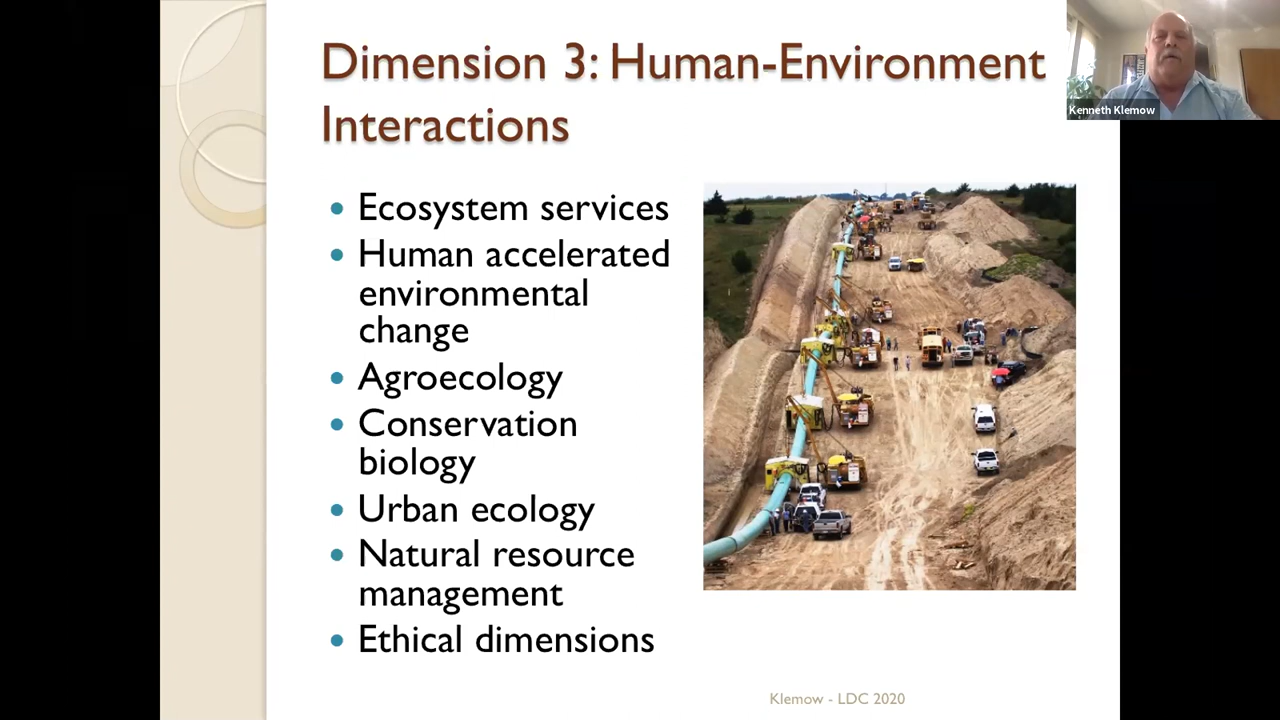 Dimension 3: Human-Environment
Interactions
Kenneth Klemow
Ecosystem services
Human accelerated
environmental
change
Agroecology
Conservation
biology
Urban ecology
Natural resource
management
Ethical dimensions
Klemow - LDC 2020